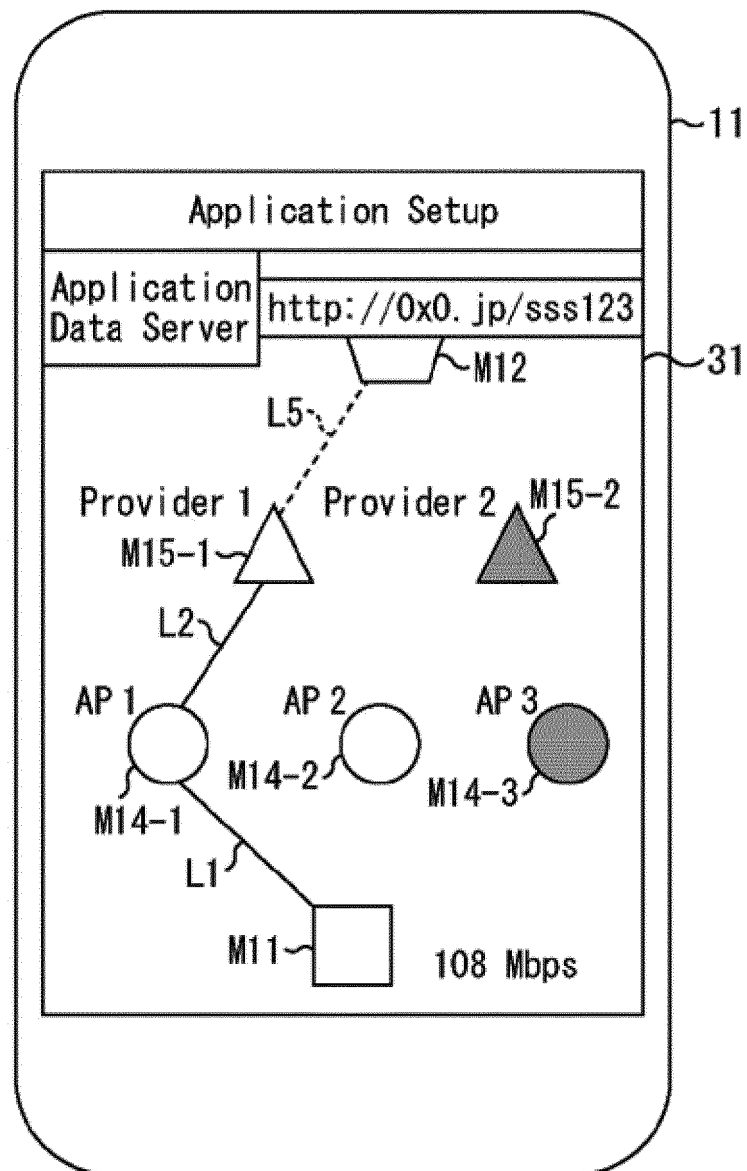 11
Application Setup
Application
Data Server
http://0x0.jp/sss123
M12
31
L5
Provider 1
Provider 2
M15-2
M15-1
L2
AP 1
AP 2
AP 3
M14-2
M14-3
M14-1
L1
M11
108 Mbps